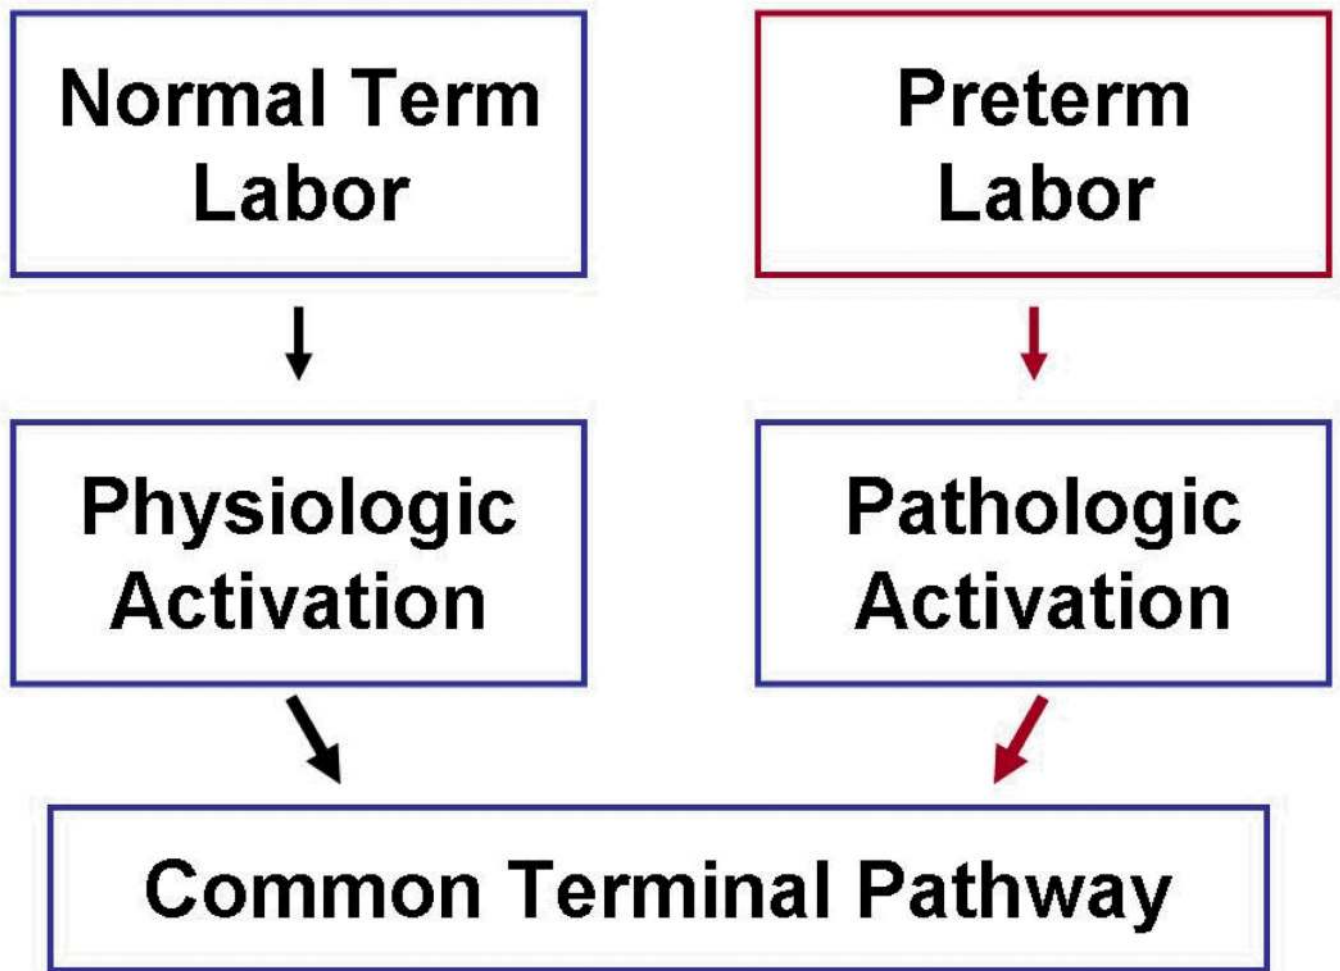 Normal Term
Labor
Preterm
Labor
Physiologic
Activation
Pathologic
Activation
Common Terminal Pathway